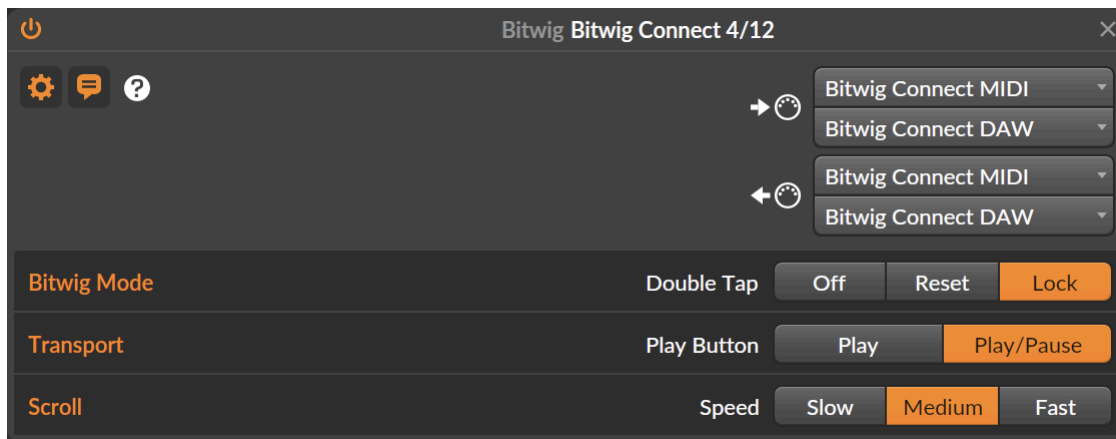 Bitwig Bitwig Connect 4/12
?
Bitwig Connect MIDI
Bitwig Connect DAW
Bitwig Connect MIDI
Bitwig Connect DAW
Bitwig Mode Double Tap Off Reset Lock
Transport Play Button Play Play/Pause
Scroll Speed Slow Medium Fast